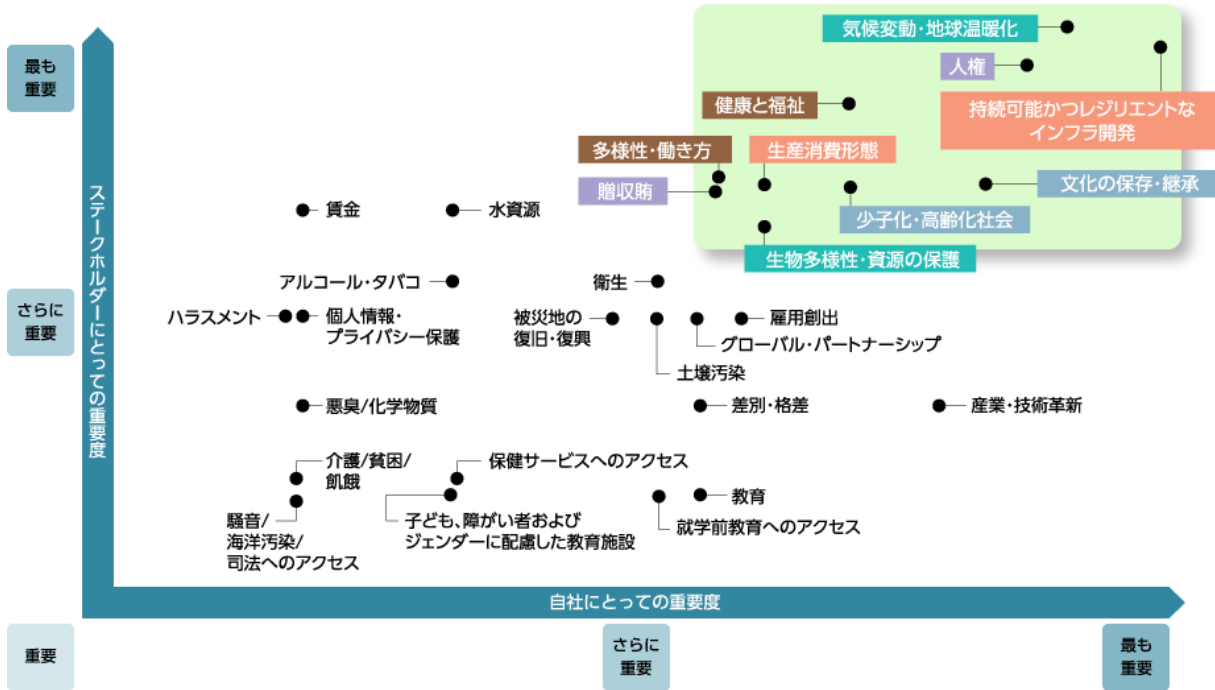 最も
重要
さらに
重要
重要
ステークホルダーにとっての重要度
気候変動・地球温暖化
人権
持続可能かつレジリエントな
インフラ開発
健康と福祉
多様性・働き方
生産消費形態
贈収賄
文化の保存・継承
少子化・高齢化社会
生物多様性・資源の保護
賃金
水資源
アルコール・タバコ
衛生
ハラスメント
個人情報・
プライバシー保護
被災地の
復旧・復興
雇用創出
グローバル・パートナーシップ
土壌汚染
悪臭/化学物質
差別・格差
産業・技術革新
介護/貧困/
飢餓
保健サービスへのアクセス
騒音/
海洋汚染/
司法へのアクセス
子ども、障がい者および
ジェンダーに配慮した教育施設
教育
就学前教育へのアクセス
自社にとっての重要度
さらに
重要
最も
重要